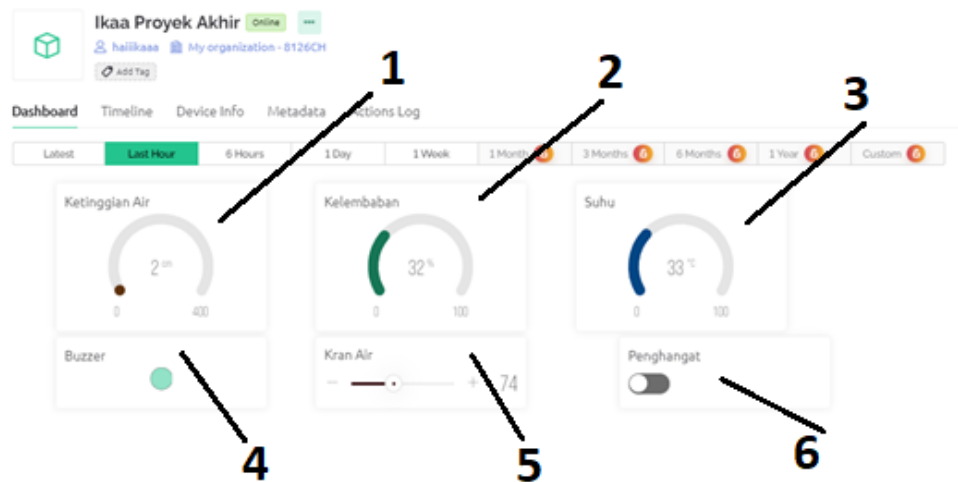 Ikaa Proyek Akhir Online
haiiikaaa My organization - 8126CH
Add Tag
1 2 3
Dashboard Timeline Device Info Metadata Actions Log
Latest Last Hour 6 Hours 1 Day 1 Week 1 Month 3 Months 6 Months 1 Year Custom
Ketinggian Air Kelembaban Suhu
2 cm 32 % 33 °C
0 400 0 100 0 100
Buzzer Kran Air Penghangat
− + 74
4 5 6